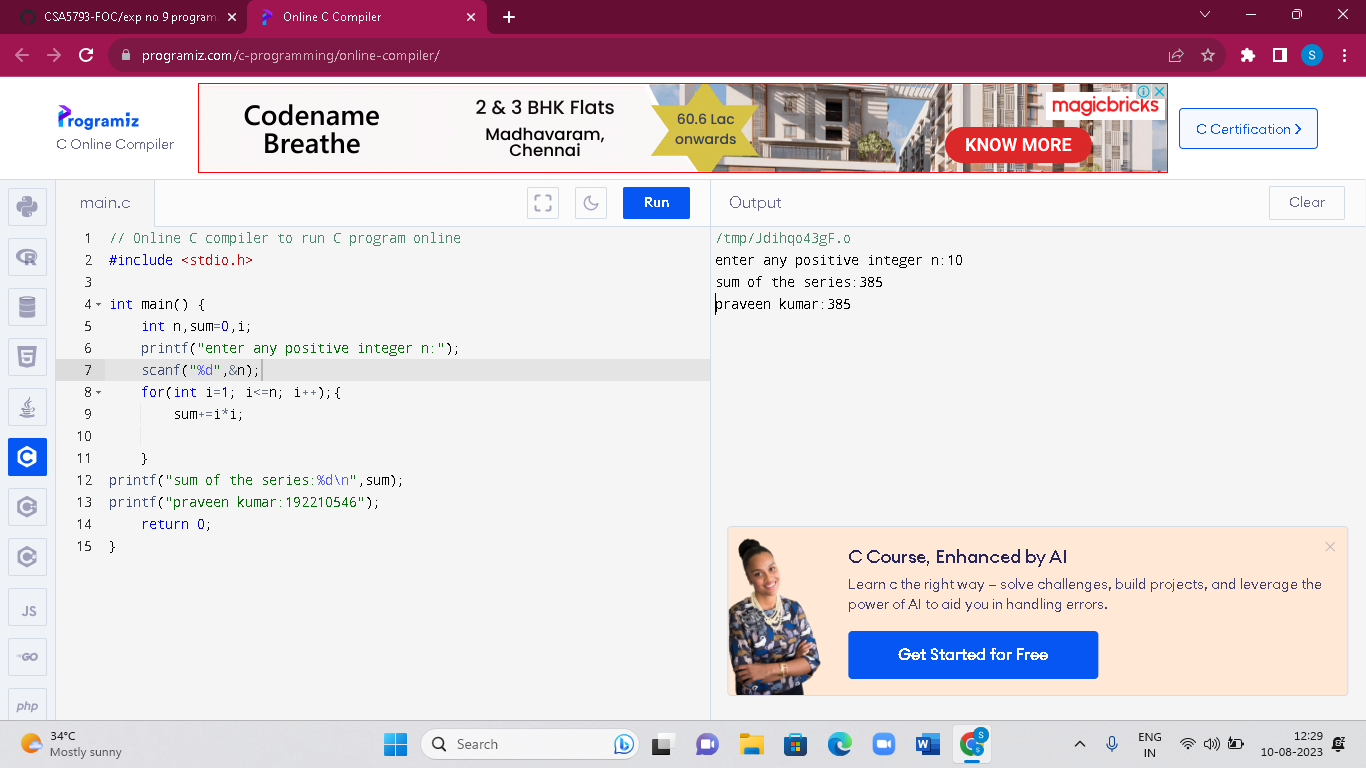 CSA5793-FOC/exp no 9 program.
Online C Compiler
programiz.com/c-programming/online-compiler/
S
Programiz
C Online Compiler
Codename
Breathe
2 & 3 BHK Flats
Madhavaram,
Chennai
60.6 Lac
onwards
magicbricks
KNOW MORE
C Certification
main.c
Run
Output
Clear
1 // Online C compiler to run C program online
2 #include <stdio.h>
3
4 int main() {
5 int n,sum=0,i;
6 printf("enter any positive integer n:");
7 scanf("%d",&n);
8 for(int i=1; i<=n; i++);{
9 sum+=i*i;
10
11 }
12 printf("sum of the series:%d\n",sum);
13 printf("praveen kumar:192210546");
14 return 0;
15 }
/tmp/Jdihqo43gF.o
enter any positive integer n:10
sum of the series:385
praveen kumar:385
C Course, Enhanced by AI
Learn c the right way – solve challenges, build projects, and leverage the
power of AI to aid you in handling errors.
Get Started for Free
JS
GO
php
34°C
Mostly sunny
Search
ENG
IN
12:29
10-08-2023